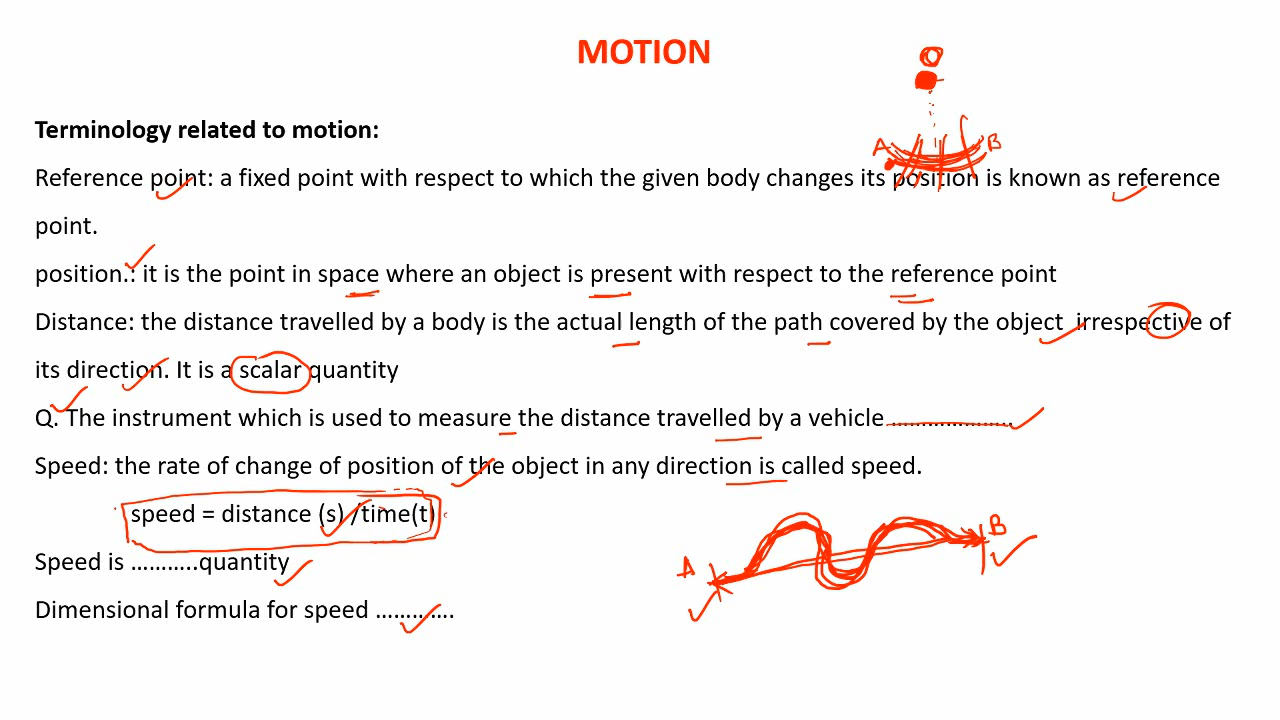 MOTION
O
Terminology related to motion:
A B
Reference point: a fixed point with respect to which the given body changes its position is known as reference
point.
position.: it is the point in space where an object is present with respect to the reference point
Distance: the distance travelled by a body is the actual length of the path covered by the object irrespective of
its direction. It is a scalar quantity
Q. The instrument which is used to measure the distance travelled by a vehicle………………..
Speed: the rate of change of position of the object in any direction is called speed.
speed = distance (s) /time(t)
Speed is ………..quantity
A B
Dimensional formula for speed ………….